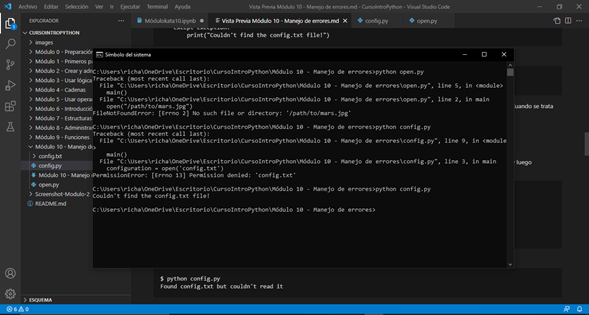 Archivo Editar Selección Ver Ir Ejecutar Terminal Ayuda
Vista Previa Módulo 10 - Manejo de errores.md - CursoIntroPython - Visual Studio Code
EXPLORADOR
Módulokata10.ipynb
Vista Previa Módulo 10 - Manejo de errores.md
config.py
open.py
CURSOINTROPYTHON
images
Módulo 0 - Preparación
Módulo 1 - Primeros p
Módulo 2 - Crear y adn
Módulo 3 - Usar lógica
Módulo 4 - Cadenas
Módulo 5 - Usar opera
Módulo 6 - Introducció
Módulo 7 - Estructuras
Módulo 8 - Administra
Módulo 9 - Funciones
Módulo 10 - Manejo de
config.txt
config.py
Módulo 10 - Manejo
open.py
Screenshot-Modulo-2
README.md
ESQUEMA
print("Couldn't find the config.txt file!")
Símbolo del sistema
C:\Users\richa\OneDrive\Escritorio\CursoIntroPython\Módulo 10 - Manejo de errores>python open.py
Traceback (most recent call last):
File "C:\Users\richa\OneDrive\Escritorio\CursoIntroPython\Módulo 10 - Manejo de errores\open.py", line 5, in <module>
main()
File "C:\Users\richa\OneDrive\Escritorio\CursoIntroPython\Módulo 10 - Manejo de errores\open.py", line 2, in main
open("/path/to/mars.jpg")
FileNotFoundError: [Errno 2] No such file or directory: '/path/to/mars.jpg'
C:\Users\richa\OneDrive\Escritorio\CursoIntroPython\Módulo 10 - Manejo de errores>python config.py
Traceback (most recent call last):
File "C:\Users\richa\OneDrive\Escritorio\CursoIntroPython\Módulo 10 - Manejo de errores\config.py", line 9, in <module
main()
File "C:\Users\richa\OneDrive\Escritorio\CursoIntroPython\Módulo 10 - Manejo de errores\config.py", line 3, in main
configuration = open('config.txt')
PermissionError: [Errno 13] Permission denied: 'config.txt'
C:\Users\richa\OneDrive\Escritorio\CursoIntroPython\Módulo 10 - Manejo de errores>python config.py
Couldn't find the config.txt file!
C:\Users\richa\OneDrive\Escritorio\CursoIntroPython\Módulo 10 - Manejo de errores>
uando se trata
y luego
$ python config.py
Found config.txt but couldn't read it
6 0